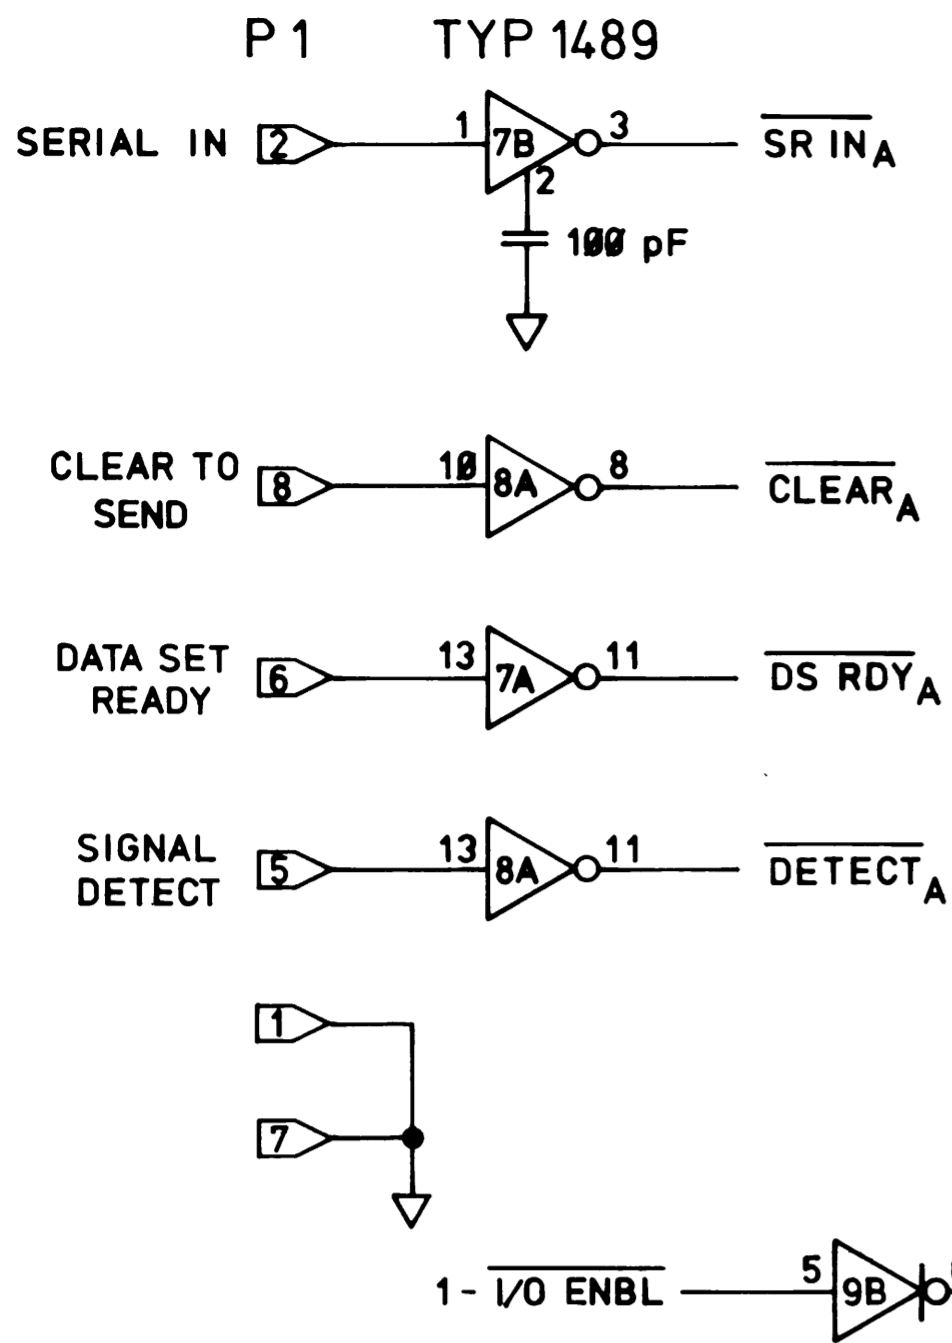 P1 TYP 1489
SERIAL IN 2 1 7B 3 SR IN A
2
100 pF
CLEAR TO
SEND
8 10 8A 8 CLEAR A
DATA SET
READY
6 13 7A 11 DS RDY A
SIGNAL
DETECT
5 13 8A 11 DETECT A
1
7
1 - I/O ENBL 5 9B